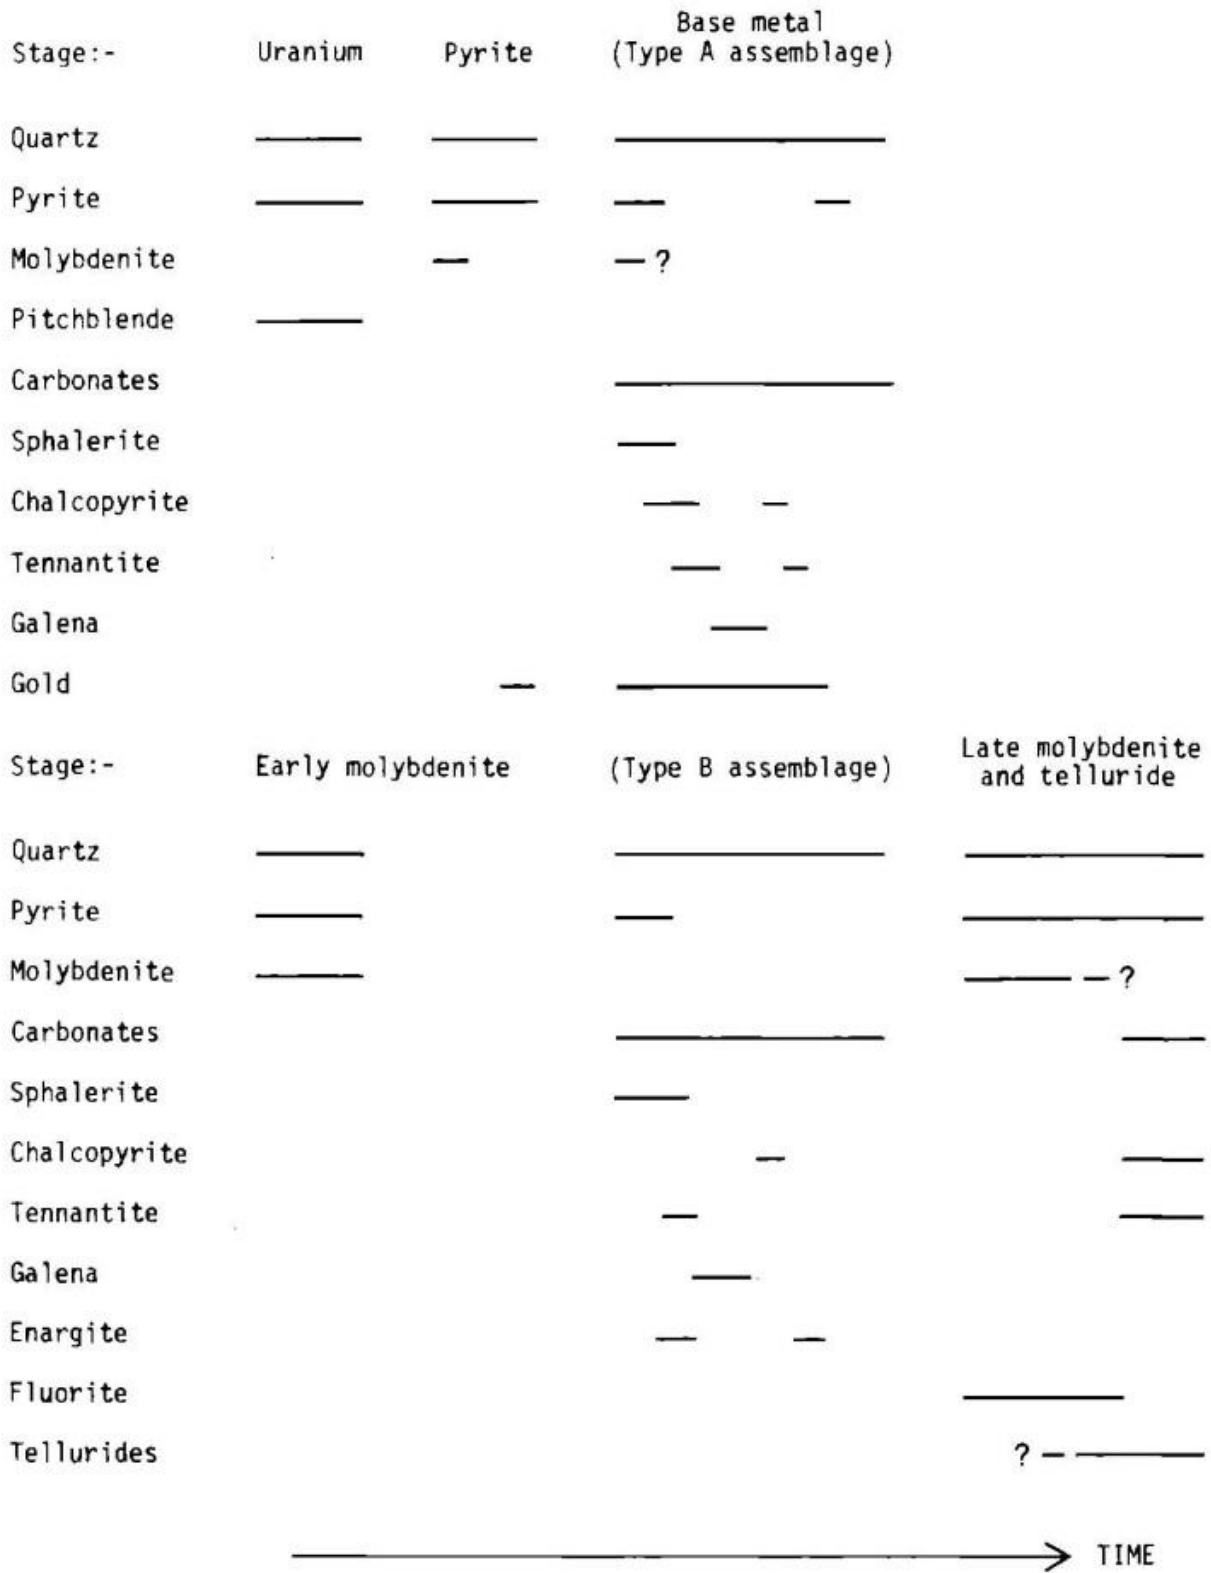 Stage:- Uranium Pyrite Base metal
(Type A assemblage)
Quartz
Pyrite
Molybdenite ?
Pitchblende
Carbonates
Sphalerite
Chalcopyrite
Tennantite
Galena
Gold
Stage:- Early molybdenite (Type B assemblage) Late molybdenite
and telluride
Quartz
Pyrite
Molybdenite ?
Carbonates
Sphalerite
Chalcopyrite
Tennantite
Galena
Enargite
Fluorite
Tellurides ?
TIME